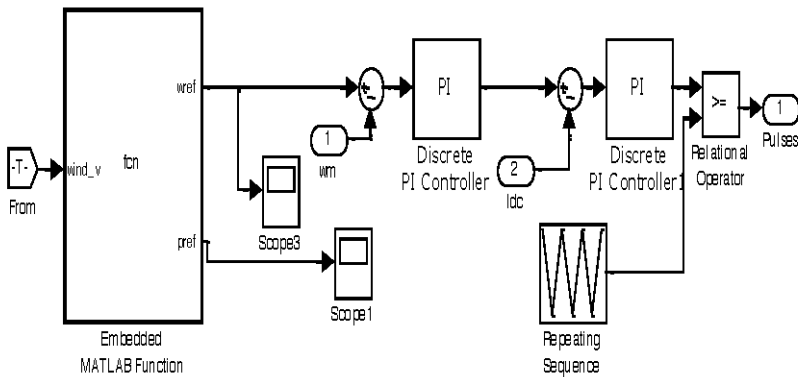 -T-
From
wind_v
fcn
wref
pref
Embedded
MATLAB Function
Scope3
Scope1
1
wm
+
-
PI
Discrete
PI Controller
2
Idc
+
-
PI
Discrete
PI Controller1
Repeating
Sequence
>=
Relational
Operator
1
Pulses